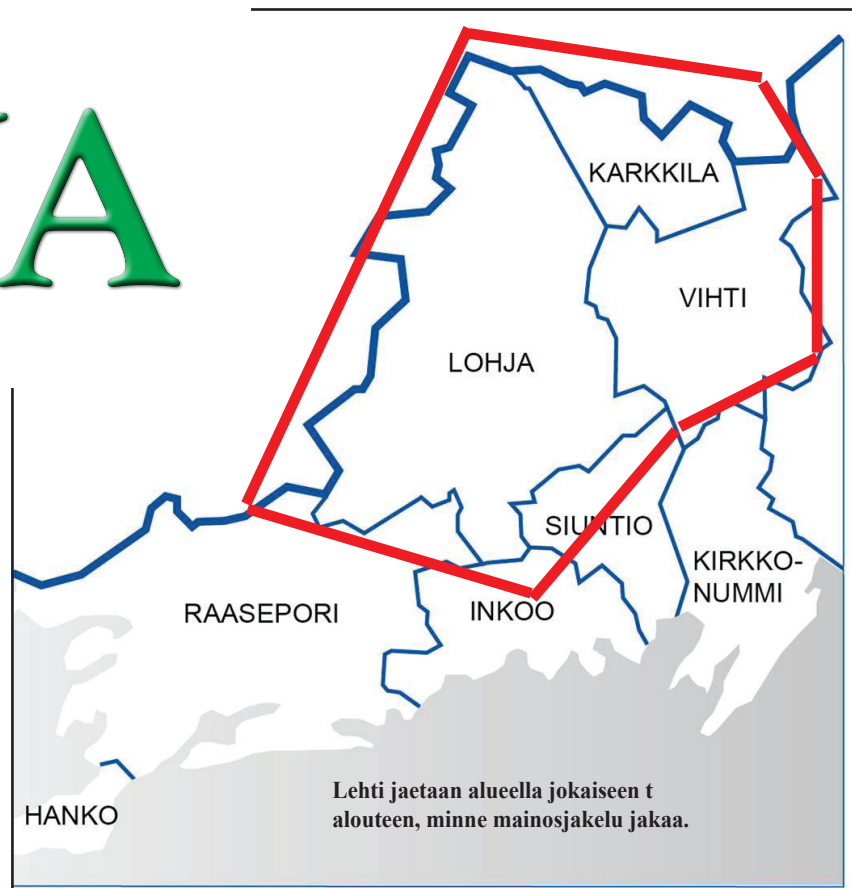 A
KARKKILA
VIHTI
LOHJA
SIUNTIO
KIRKKO-
NUMMI
INKOO
RAASEPORI
HANKO
Lehti jaetaan alueella jokaiseen t
alouteen, minne mainosjakelu jakaa.